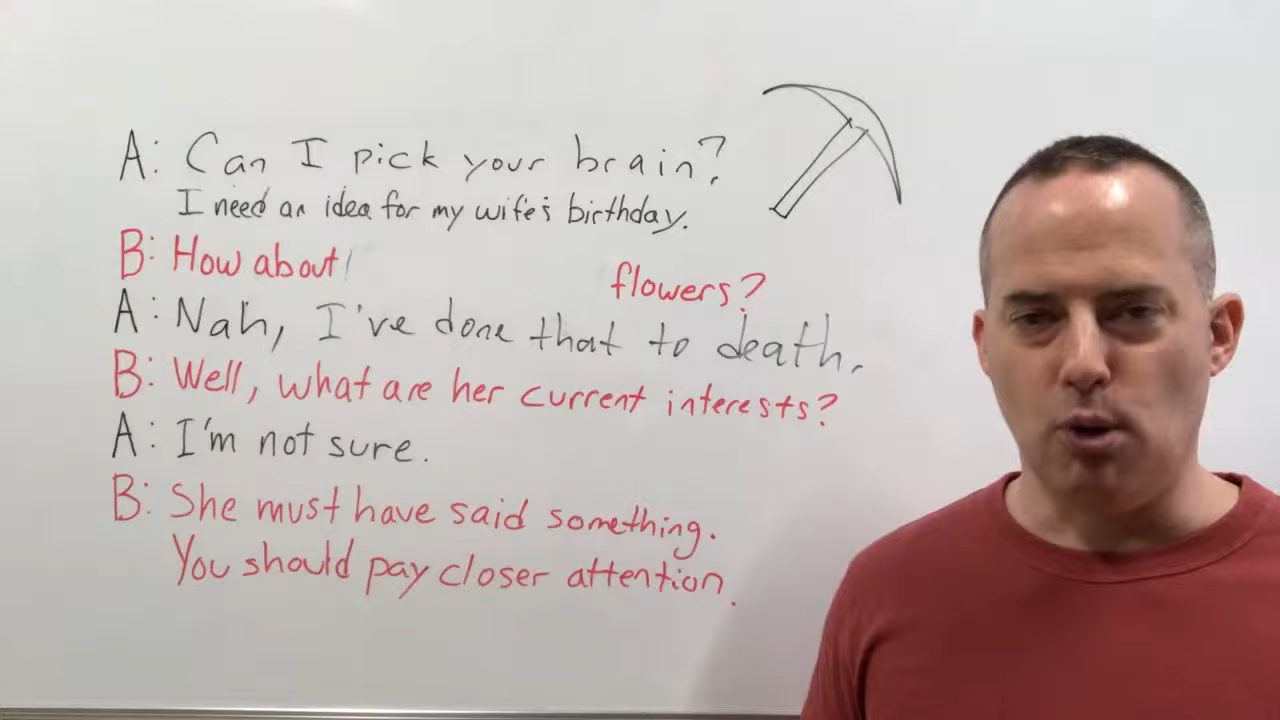 A: Can I pick your brain?
I need an idea for my wife's birthday.
B: How about flowers?
A: Nah, I've done that to death.
B: Well, what are her current interests?
A: I'm not sure.
B: She must have said something.
You should pay closer attention.